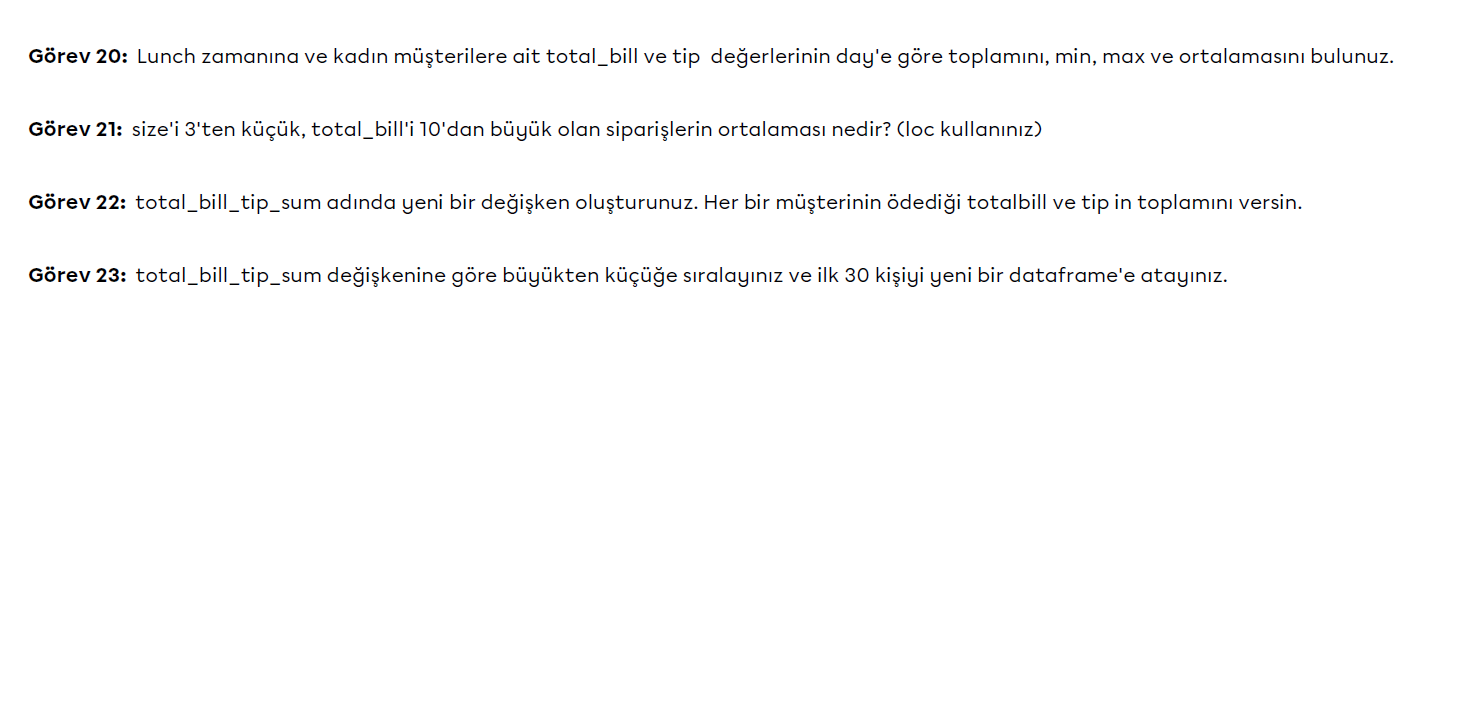 Görev 20: Lunch zamanına ve kadın müşterilere ait total_bill ve tip  değerlerinin day'e göre toplamını, min, max ve ortalamasını bulunuz.
Görev 21: size'i 3'ten küçük, total_bill'i 10'dan büyük olan siparişlerin ortalaması nedir? (loc kullanınız)
Görev 22: total_bill_tip_sum adında yeni bir değişken oluşturunuz. Her bir müşterinin ödediği totalbill ve tip in toplamını versin.
Görev 23: total_bill_tip_sum değişkenine göre büyükten küçüğe sıralayınız ve ilk 30 kişiyi yeni bir dataframe'e atayınız.